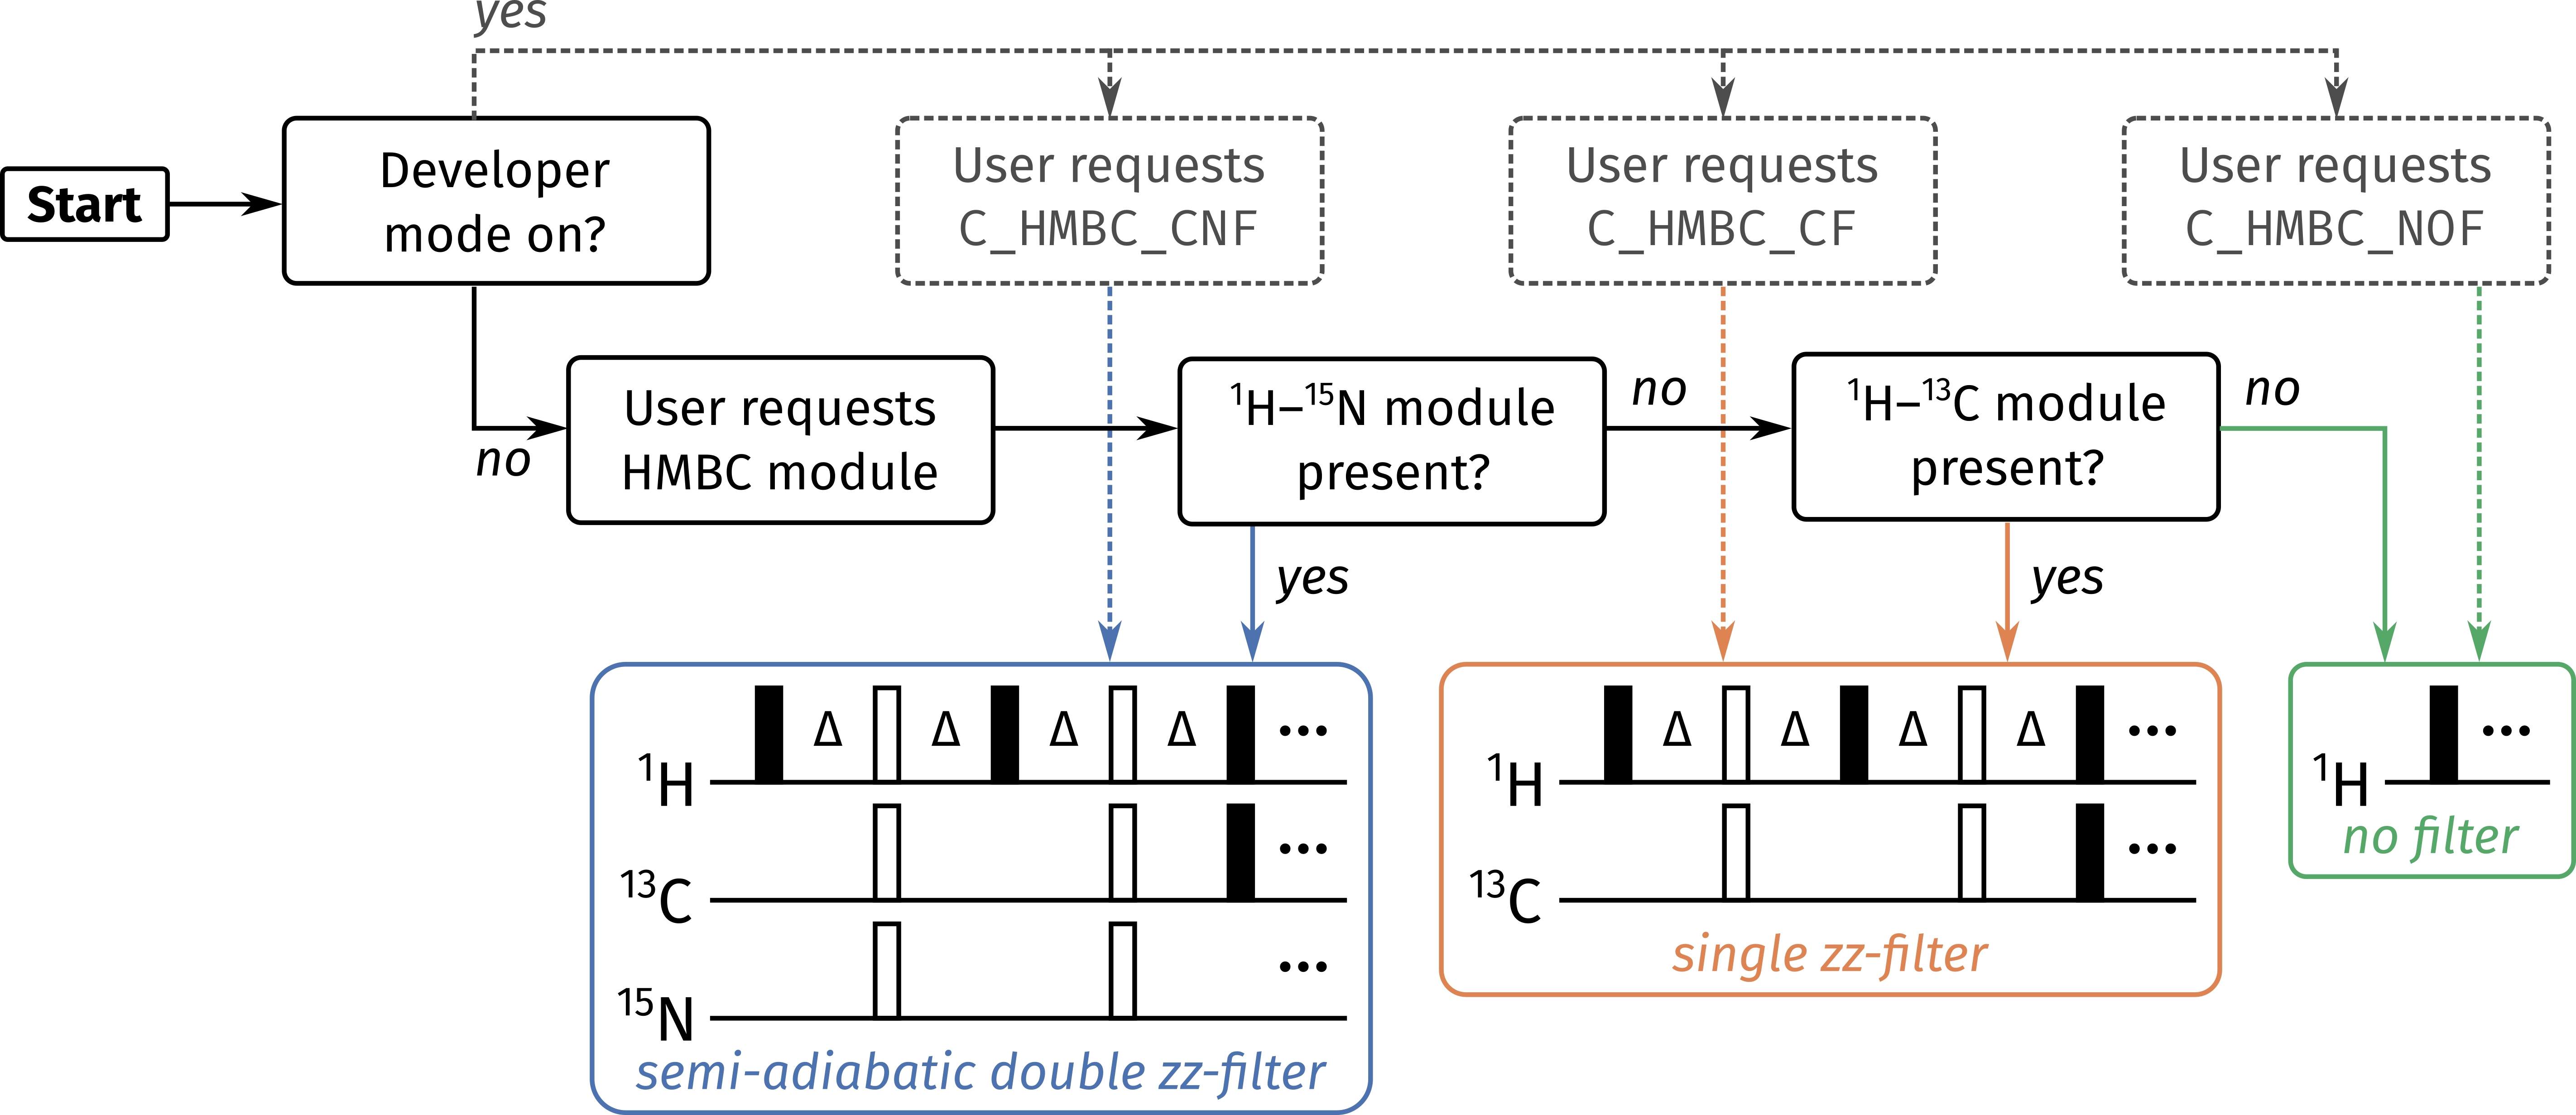 yes
Start
Developer
mode on?
User requests
C_HMBC_CNF
User requests
C_HMBC_CF
User requests
C_HMBC_NOF
no
User requests
HMBC module
¹H–¹⁵N module
present?
no
¹H–¹³C module
present?
no
yes
yes
Δ Δ Δ Δ •••
¹H
•••
¹³C
•••
¹⁵N
semi-adiabatic double zz-filter
Δ Δ Δ Δ •••
¹H
•••
¹³C
single zz-filter
•••
¹H
no filter